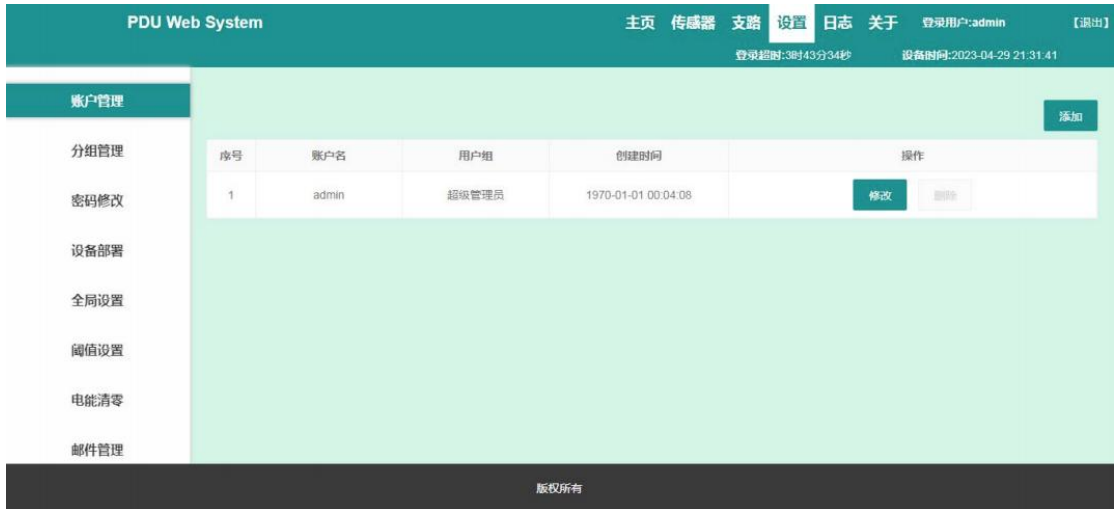 PDU Web System 主页 传感器 支路 设置 日志 关于 登录用户:admin 【退出】
登录超时:3时43分34秒 设备时间:2023-04-29 21:31:41
账户管理
添加
分组管理
序号 账户名 用户组 创建时间 操作
密码修改
1 admin 超级管理员 1970-01-01 00:04:08 修改 删除
设备部署
全局设置
阈值设置
电能清零
邮件管理
版权所有